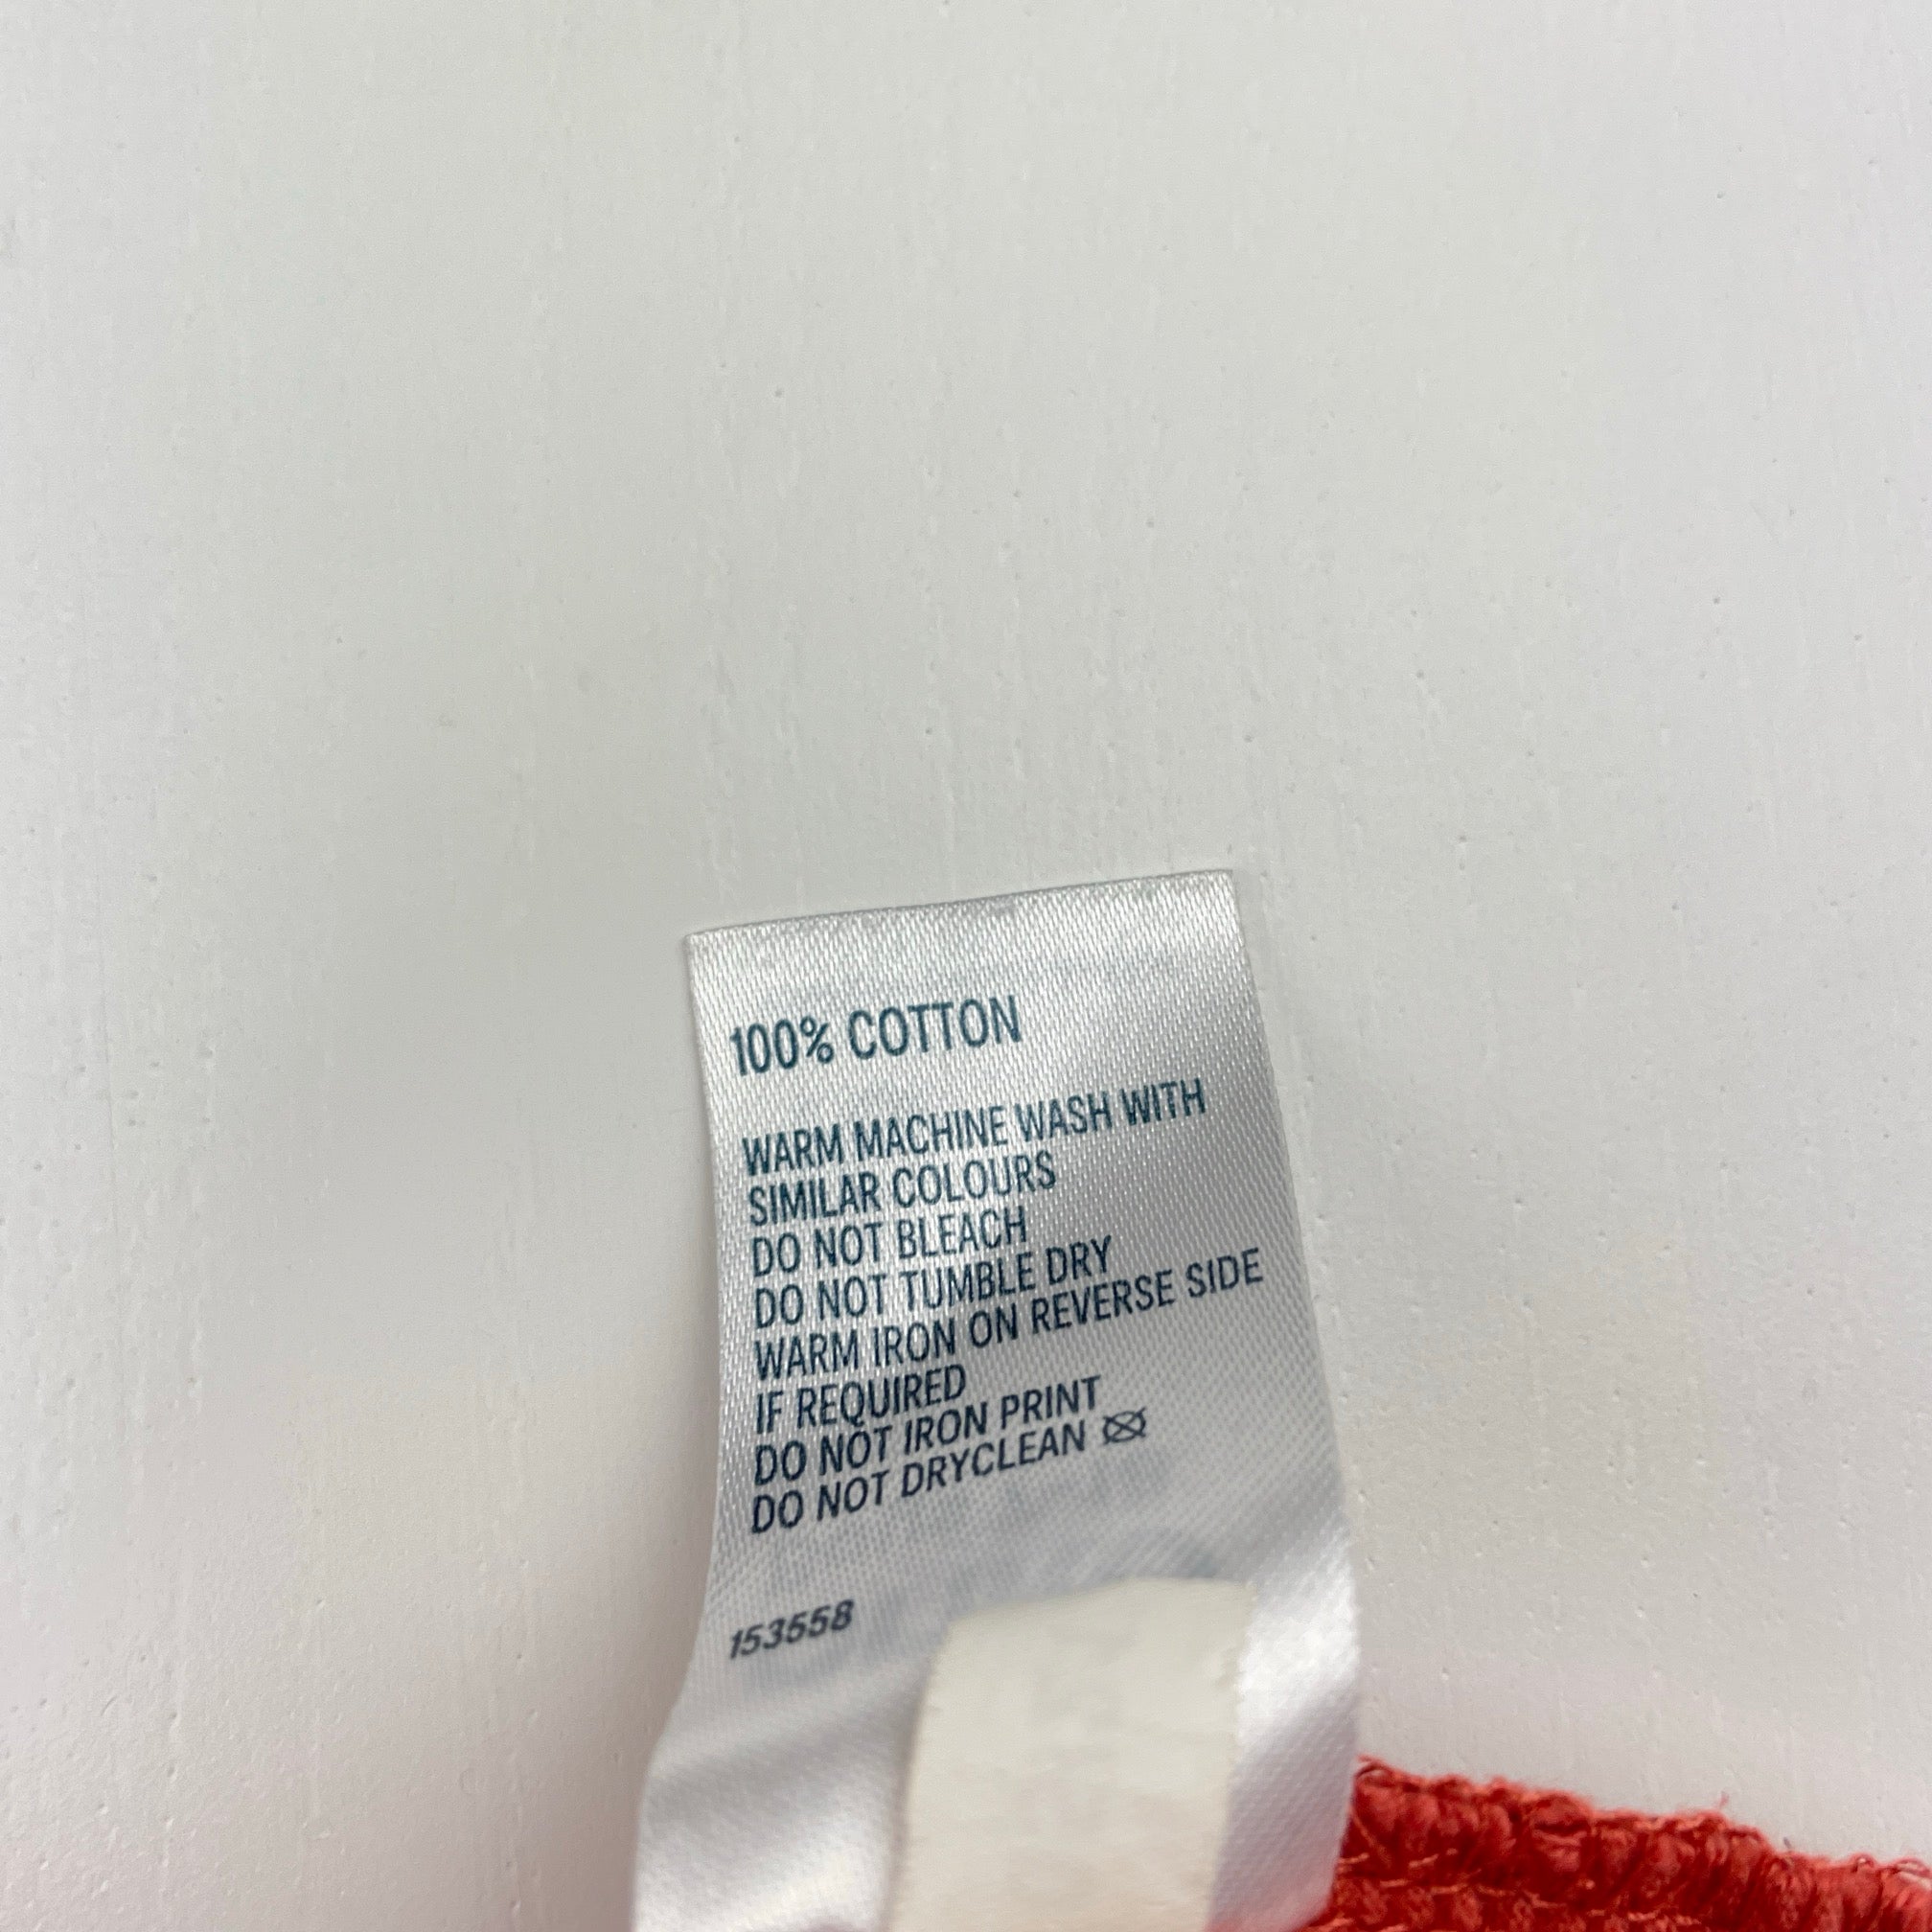 100% COTTON
WARM MACHINE WASH WITH
SIMILAR COLOURS
DO NOT BLEACH
DO NOT TUMBLE DRY
WARM IRON ON REVERSE SIDE
IF REQUIRED
DO NOT IRON PRINT
DO NOT DRYCLEAN
153558